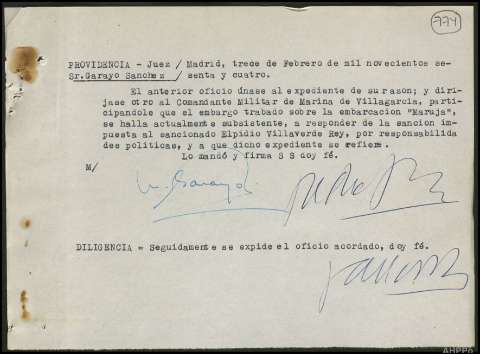 774
PROVIDENCIA - Juez / Madrid, trece de Febrero de mil novecientos se-
Sr. Garayo Sanchez / senta y cuatro.
El anterior oficio únase al expediente de su razon; y dirí-
jase otro al Comandante Militar de Marina de Villagarcia, partici-
pandole que el embargo trabado sobre la embarcacion "Maruja",
se halla actualmente subsistente, a responder de la sancion im-
puesta al sancionado Elpidio Villaverde Rey, por responsabilida
des politicas, y a que dicho expediente se refiere.
Lo mandó y firma S S doy fé.
M/
Garayo
DILIGENCIA = Seguidamente se expide el oficio acordado, doy fé.
AHPPo